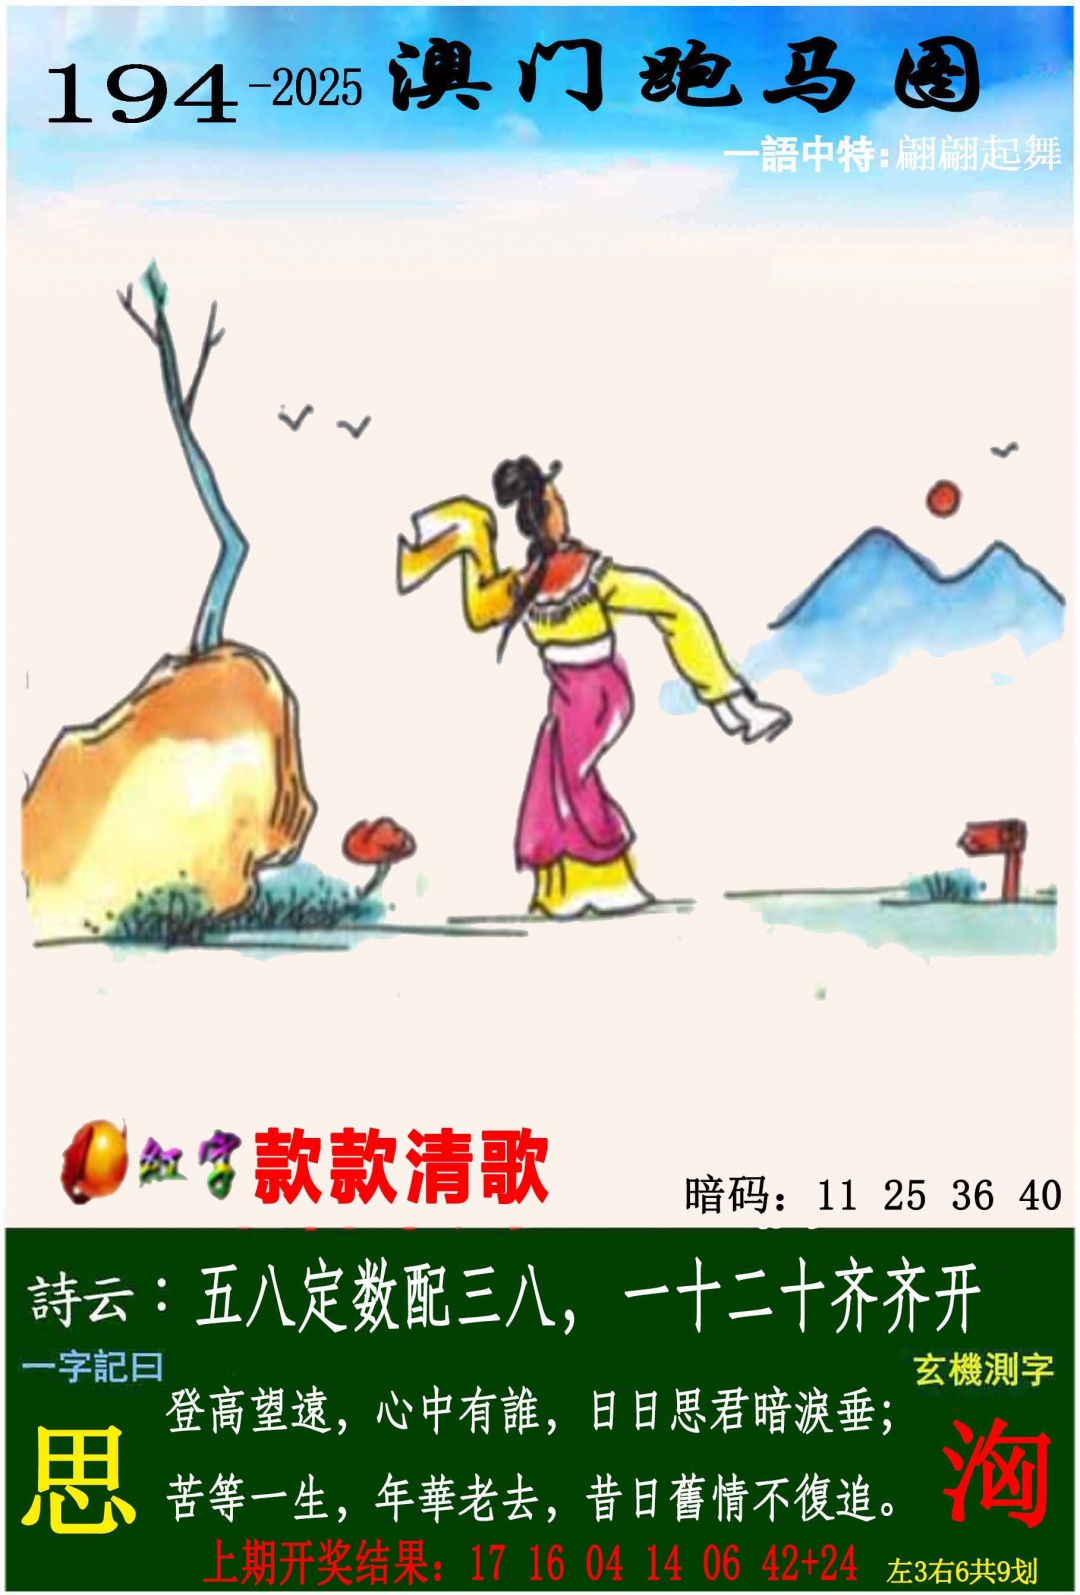 194-2025 澳门跑马图
一語中特:翩翩起舞
红字 款款清歌
暗码：11 25 36 40
詩云：五八定数配三八，一十二十齐齐开
一字記曰
玄機測字
登高望遠，心中有誰，日日思君暗淚垂；
思
洶
苦等一生，年華老去，昔日舊情不復追。
上期开奖结果：17 16 04 14 06 42+24
左3右6共9划